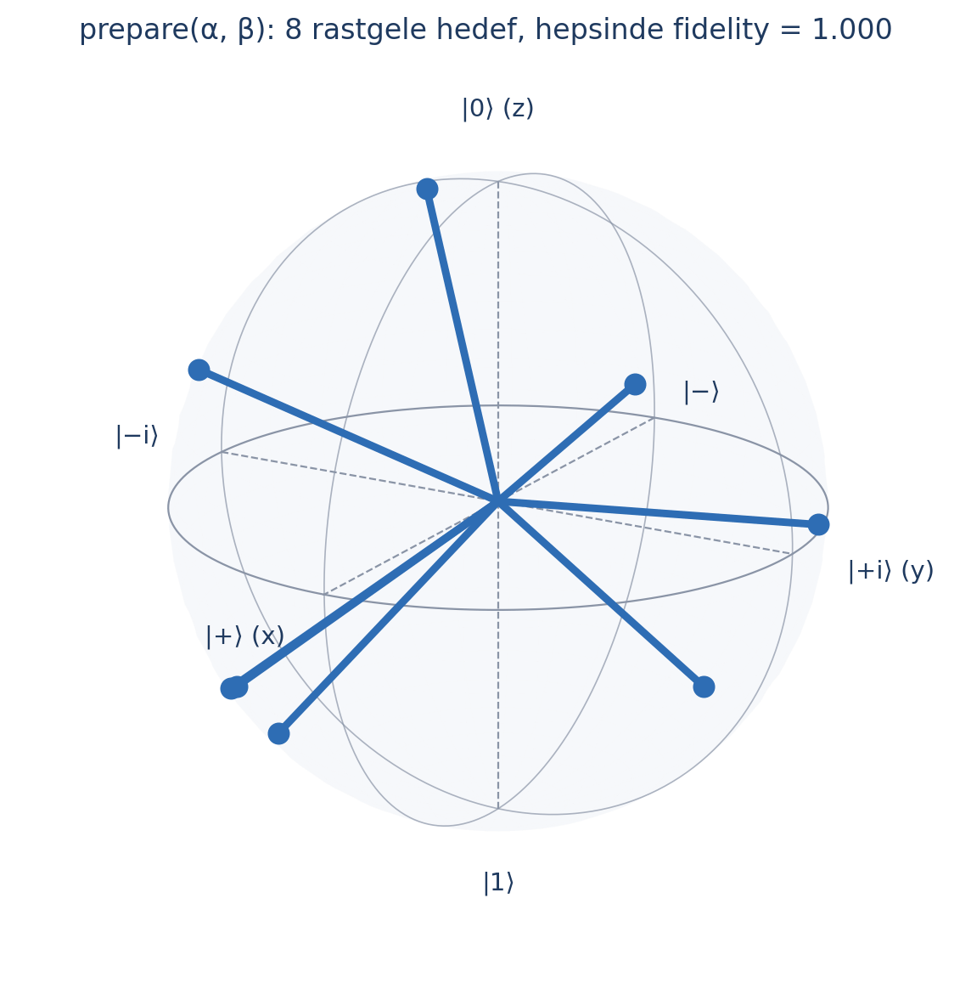 prepare(α, β): 8 rastgele hedef, hepsinde fidelity = 1.000
|0⟩ (z)
|−⟩
|−i⟩
|+i⟩ (y)
|+⟩ (x)
|1⟩